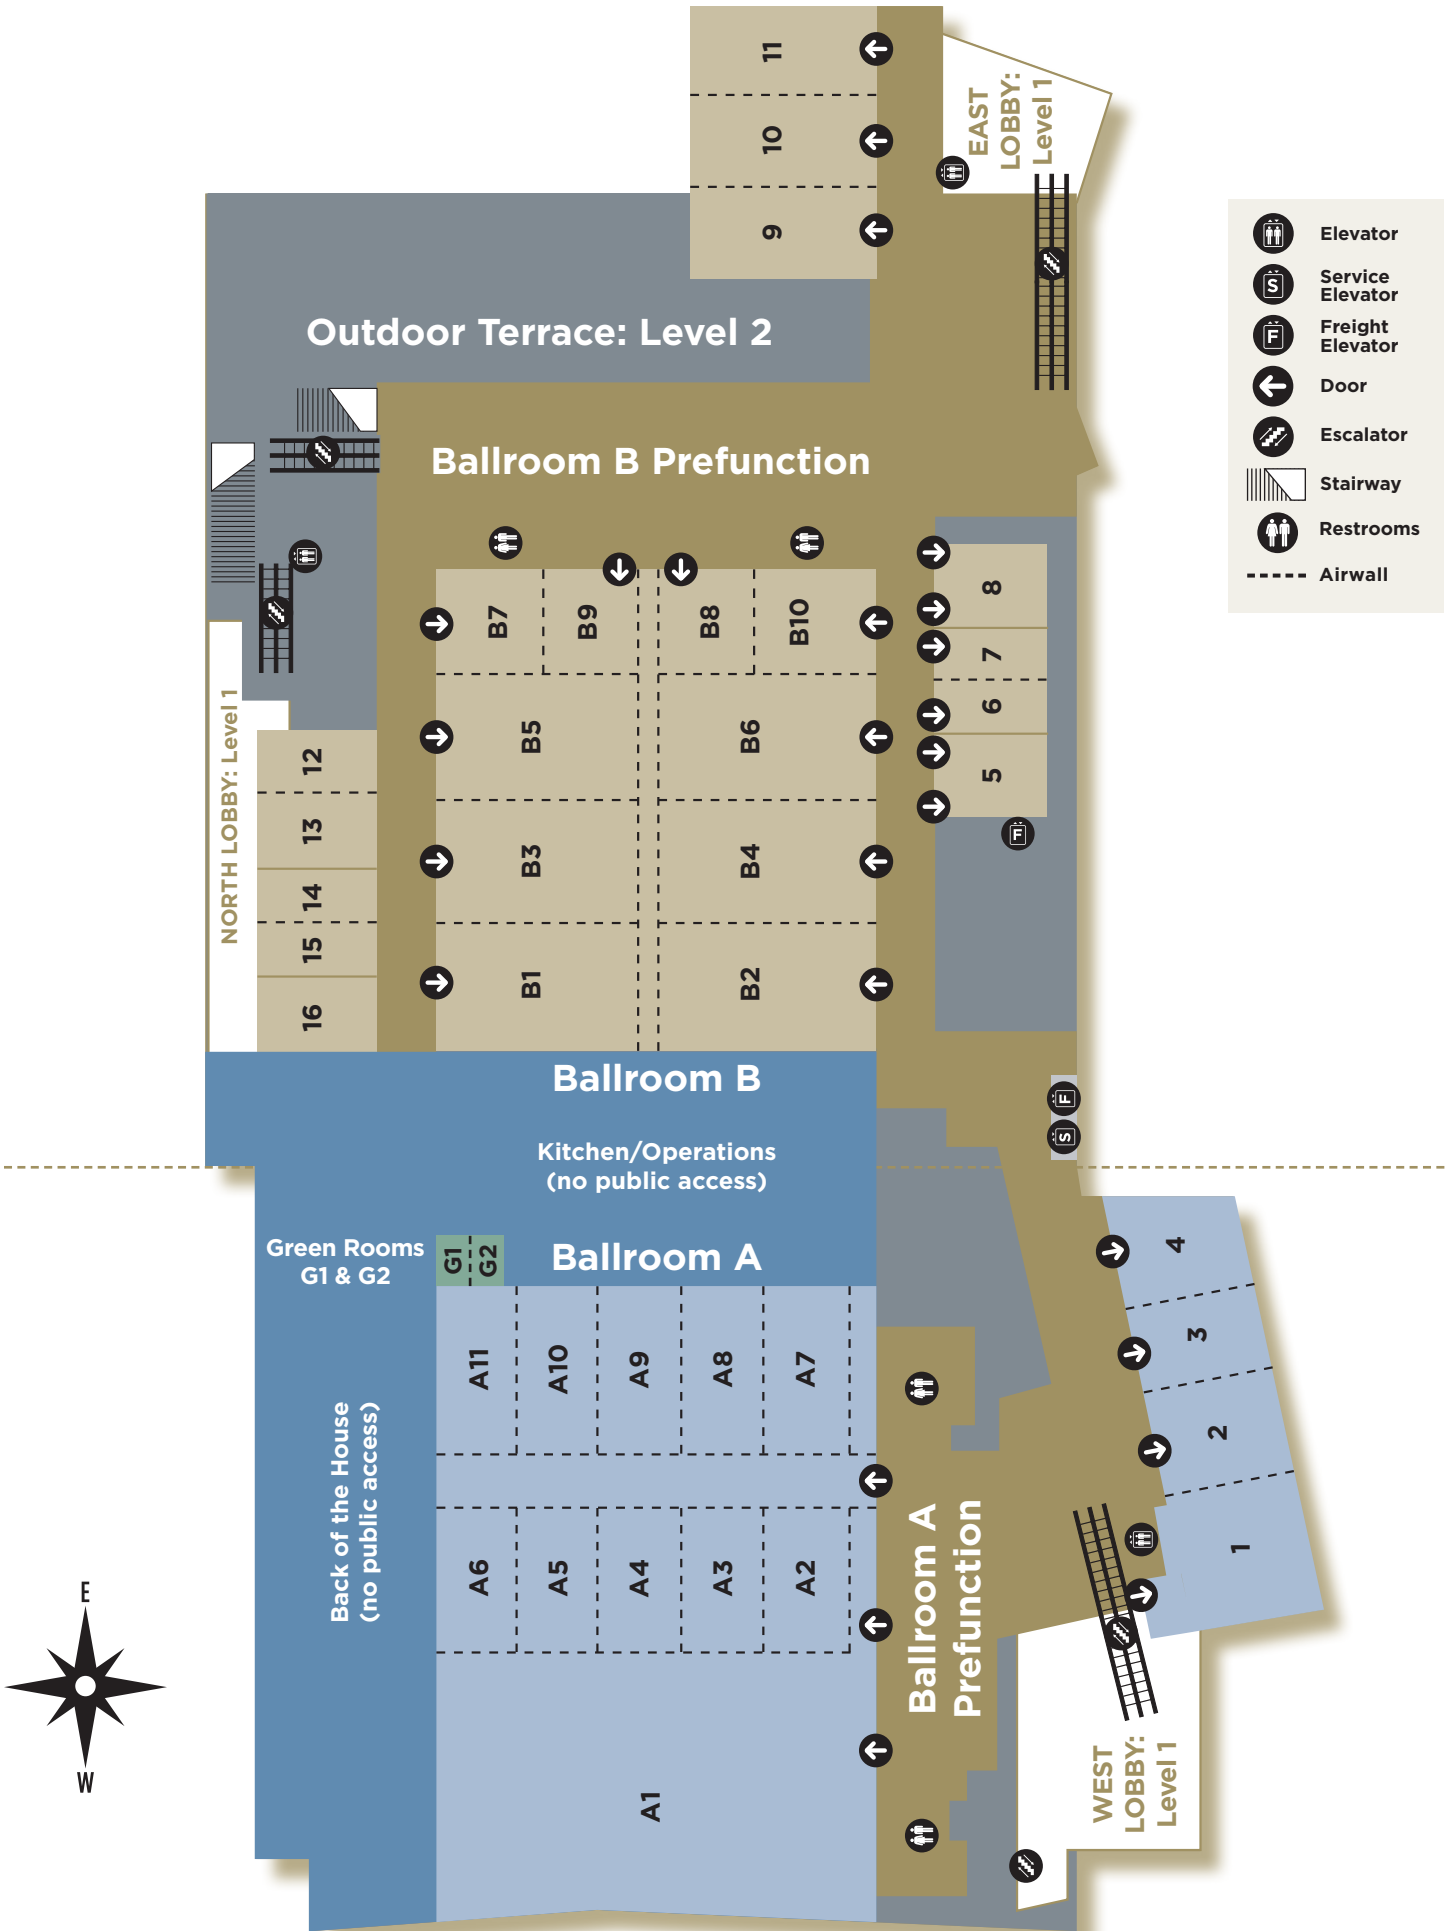 11
10
9
EAST
LOBBY:
Level 1
Elevator
S
Service
Elevator
F
Freight
Elevator
Door
Escalator
Stairway
Restrooms
Airwall
Outdoor Terrace: Level 2
Ballroom B Prefunction
B7
B9
B8
B10
8
7
6
5
F
B5
B6
B3
B4
B1
B2
NORTH LOBBY: Level 1
12
13
14
15
16
Ballroom B
Kitchen/Operations
(no public access)
F
S
Green Rooms
G1 & G2
G1
G2
Ballroom A
4
3
2
1
A11
A10
A9
A8
A7
Back of the House
(no public access)
A6
A5
A4
A3
A2
Ballroom A
Prefunction
A1
WEST
LOBBY:
Level 1
E
W